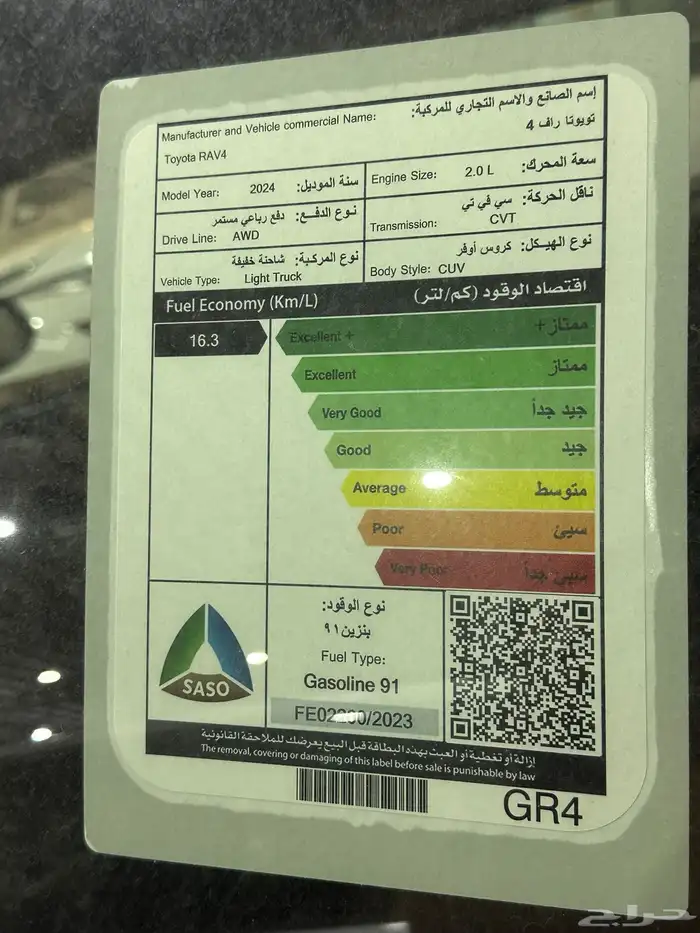 إسم الصانع والاسم التجاري للمركبة:
Manufacturer and Vehicle commercial Name:
تويوتا راف 4
Toyota RAV4
Model Year: 2024 سنة الموديل:
Engine Size: 2.0 L سعة المحرك:
نوع الدفـع: دفع رباعي مستمر
Drive Line: AWD
ناقل الحركة: سي في تي
Transmission: CVT
نوع المركبة: شاحنة خفيفة
Vehicle Type: Light Truck
نوع الهيكل: كروس أوفر
Body Style: CUV
Fuel Economy (Km/L) اقتصاد الوقود (كم/لتر)
16.3
Excellent + ممتاز+
Excellent ممتاز
Very Good جيد جداً
Good جيد
Average متوسط
Poor سيئ
Very Poor سيئ جداً
SASO
نوع الوقود:
بنزين ٩١
Fuel Type:
Gasoline 91
/2023
إزالة أو تغطية أو العبث بهذه البطاقة قبل البيع يعرضك للملاحقة القانونية
The removal, covering or damaging of this label before sale is punishable by law
GR4
حراج